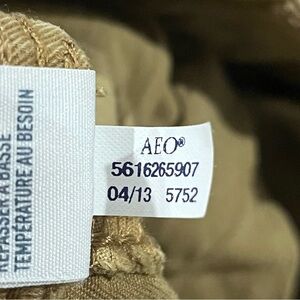 REPASSER À BASSE
TEMPÉRATURE AU BESOIN
AEO®
5616265907
04/13 5752